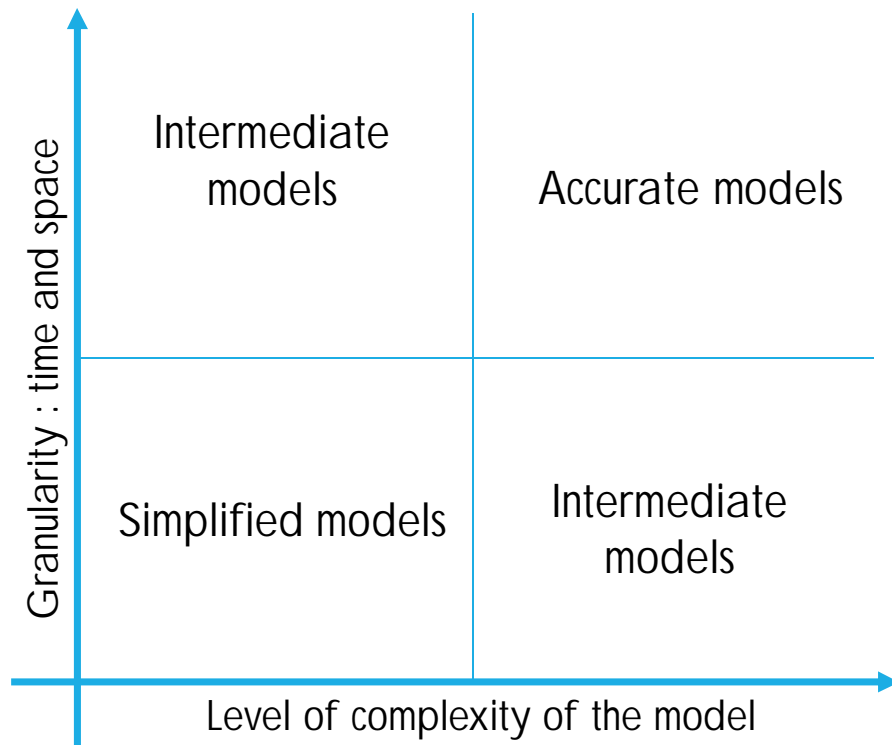 Granularity : time and space
Intermediate
models
Accurate models
Simplified models
Intermediate
models
Level of complexity of the model